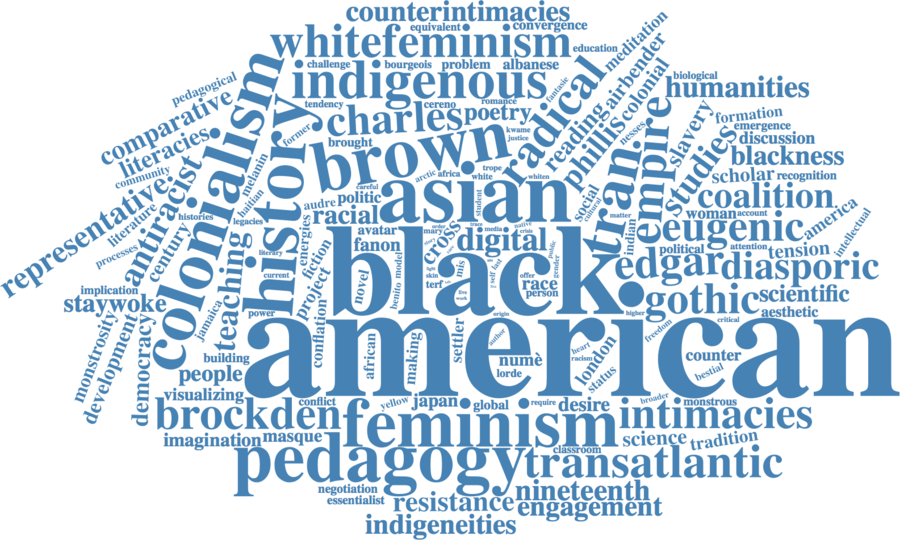 counterintimacies
equivalent
convergence
whitefeminism
education
meditation
challenge
bourgeois
problem
albanese
fantasie
airbender
indigenous
radical
reading
colonial
biological
humanities
pedagogical
comparative
literacies
colonialism
tendency
cereno
romance
charles
poetry
kwame
justice
former
history
brought
brown
phillis
empire
slavery
formation
emergence
discussion
nesses
studies
blackness
scholar
recognition
community
antiracist
melanin
haitian
arctic
africa
trope
white
whiten
careful
asian
student
social
cultural
tran
coalition
representative
literature
histories
legacies
audre
politic
racial
energies
avatar
fanon
matter
woman
account
america
intellectual
processes
century
teaching
literary
fiction
project
cross
digital
media
native
crisis
indian
eugenic
political
attention
tension
implication
staywoke
current
black
novel
benito
model
skin
terf
mis
self
last
offer
race
person
public
gender
edgar
diasporic
gothic
scientific
aesthetic
monstrosity
development
democracy
jamaica
power
conflation
origin
higher
freedom
critical
american
building
people
african
making
settler
author
numè
lorde
heart
racism
london
status
counter
bestial
visualizing
conflict
yellow
japan
global
require
desire
broader
monstrous
brockden
feminism
intimacies
imagination
masque
classroom
science
tradition
pedagogy
transatlantic
negotiation
essentialist
resistance
nineteenth
engagement
indigeneities